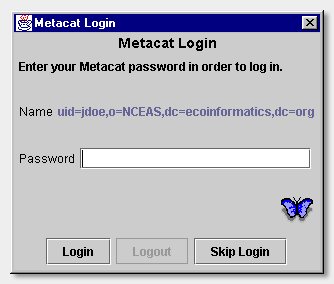 Metacat Login
Metacat Login
Enter your Metacat password in order to log in.
Name uid=jdoe,o=NCEAS,dc=ecoinformatics,dc=org
Password
Login Logout Skip Login